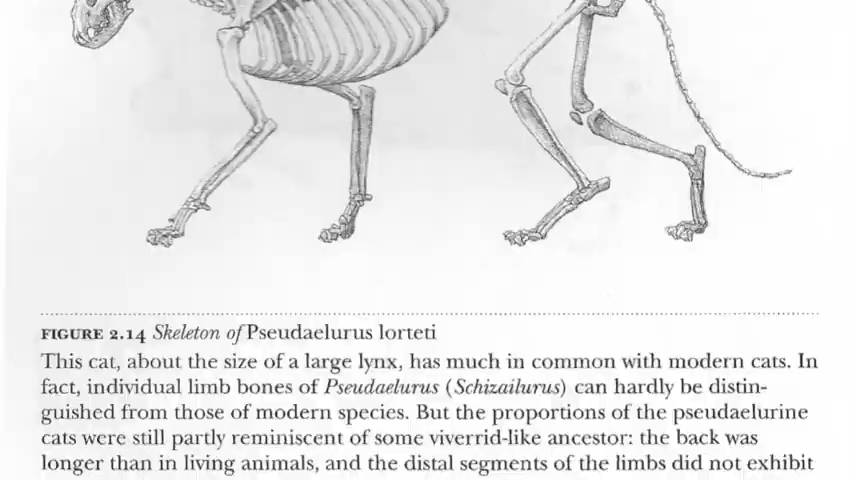 FIGURE 2.14 Skeleton of Pseudaelurus lorteti
This cat, about the size of a large lynx, has much in common with modern cats. In
fact, individual limb bones of Pseudaelurus (Schizailurus) can hardly be distin-
guished from those of modern species. But the proportions of the pseudaelurine
cats were still partly reminiscent of some viverrid-like ancestor: the back was
longer than in living animals, and the distal segments of the limbs did not exhibit